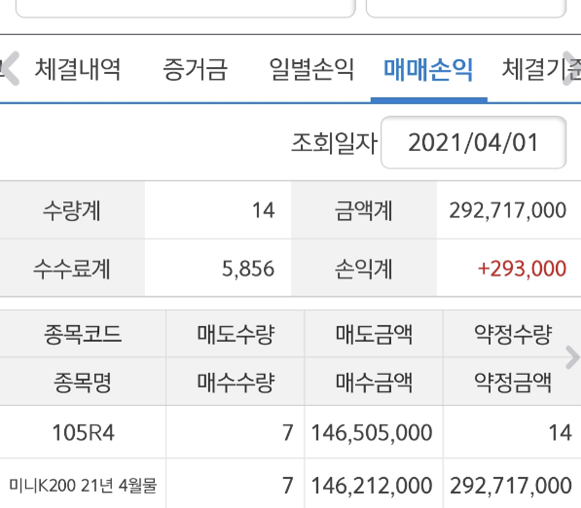 체결내역 증거금 일별손익 매매손익 체결기준
조회일자 2021/04/01
수량계 14 금액계 292,717,000
수수료계 5,856 손익계 +293,000
종목코드 매도수량 매도금액 약정수량
종목명 매수수량 매수금액 약정금액
105R4 7 146,505,000 14
미니K200 21년 4월물 7 146,212,000 292,717,000